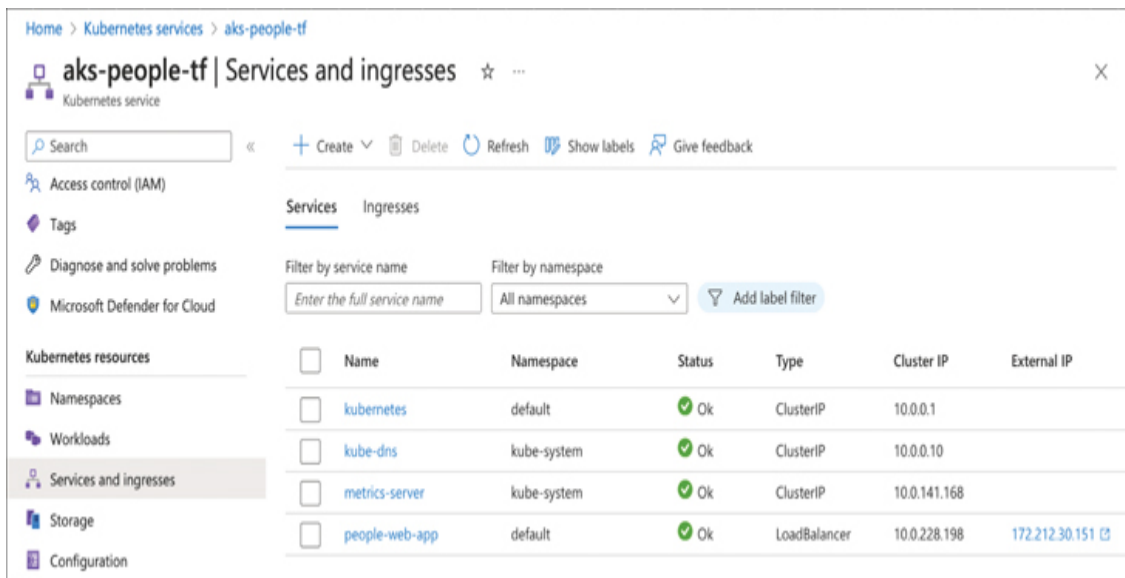 Home > Kubernetes services > aks-people-tf
aks-people-tf | Services and ingresses
Kubernetes service
Search
Create Delete Refresh Show labels Give feedback
Access control (IAM)
Tags
Diagnose and solve problems
Microsoft Defender for Cloud
Kubernetes resources
Namespaces
Workloads
Services and ingresses
Storage
Configuration
Services Ingresses
Filter by service name Filter by namespace
Enter the full service name All namespaces Add label filter
Name Namespace Status Type Cluster IP External IP
kubernetes default Ok ClusterIP 10.0.0.1
kube-dns kube-system Ok ClusterIP 10.0.0.10
metrics-server kube-system Ok ClusterIP 10.0.141.168
people-web-app default Ok LoadBalancer 10.0.228.198 172.212.30.151